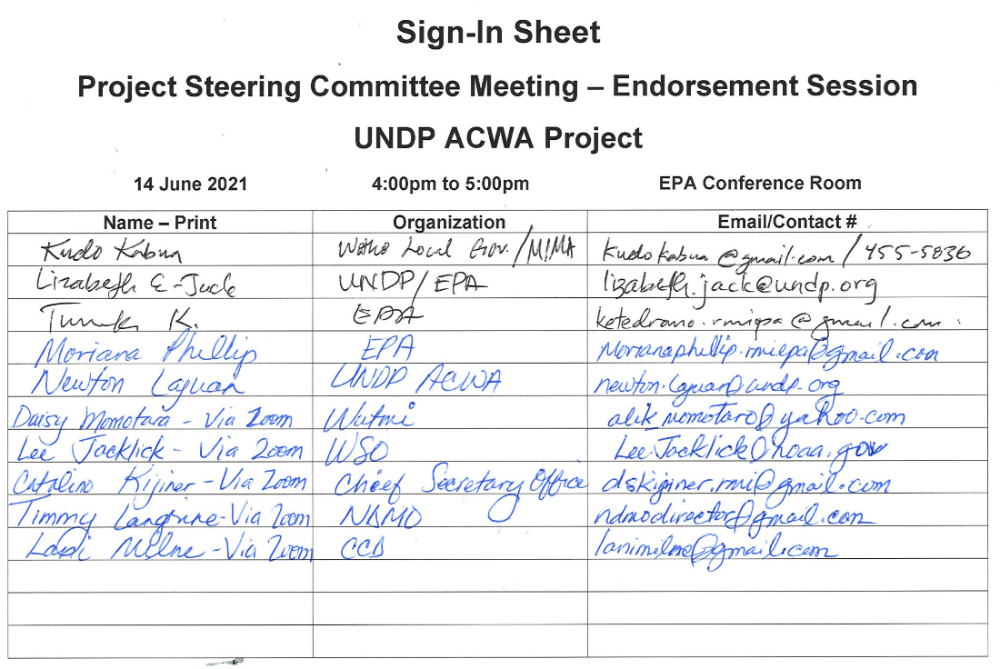 Sign-In Sheet
Project Steering Committee Meeting – Endorsement Session
UNDP ACWA Project
14 June 2021 4:00pm to 5:00pm EPA Conference Room
Name – Print Organization Email/Contact #
Kudo Kabua Wotho Local Gov./MIMA kudokabua@gmail.com / 455-5836
Lizabeth E-Jack UNDP/EPA lizabeth.jack@undp.org
K. EPA ketedromo.rmiepa@gmail.com
Moriana Phillip EPA morianaphillip.rmiepa@gmail.com
Newton Lajuan UNDP ACWA newton.lajuan@undp.org
Daisy Momotaro - Via Zoom Wutmi alik_momotaro@yahoo.com
Lee Jacklick - Via Zoom WSO Lee.Jacklick@noaa.gov
Catalino Kijiner - Via Zoom Chief Secretary Office dskijiner.rmi@gmail.com
Timmy Langrine - Via Zoom NDMO ndmodirector@gmail.com
Lani Milne - Via Zoom CCD lanimilne@gmail.com